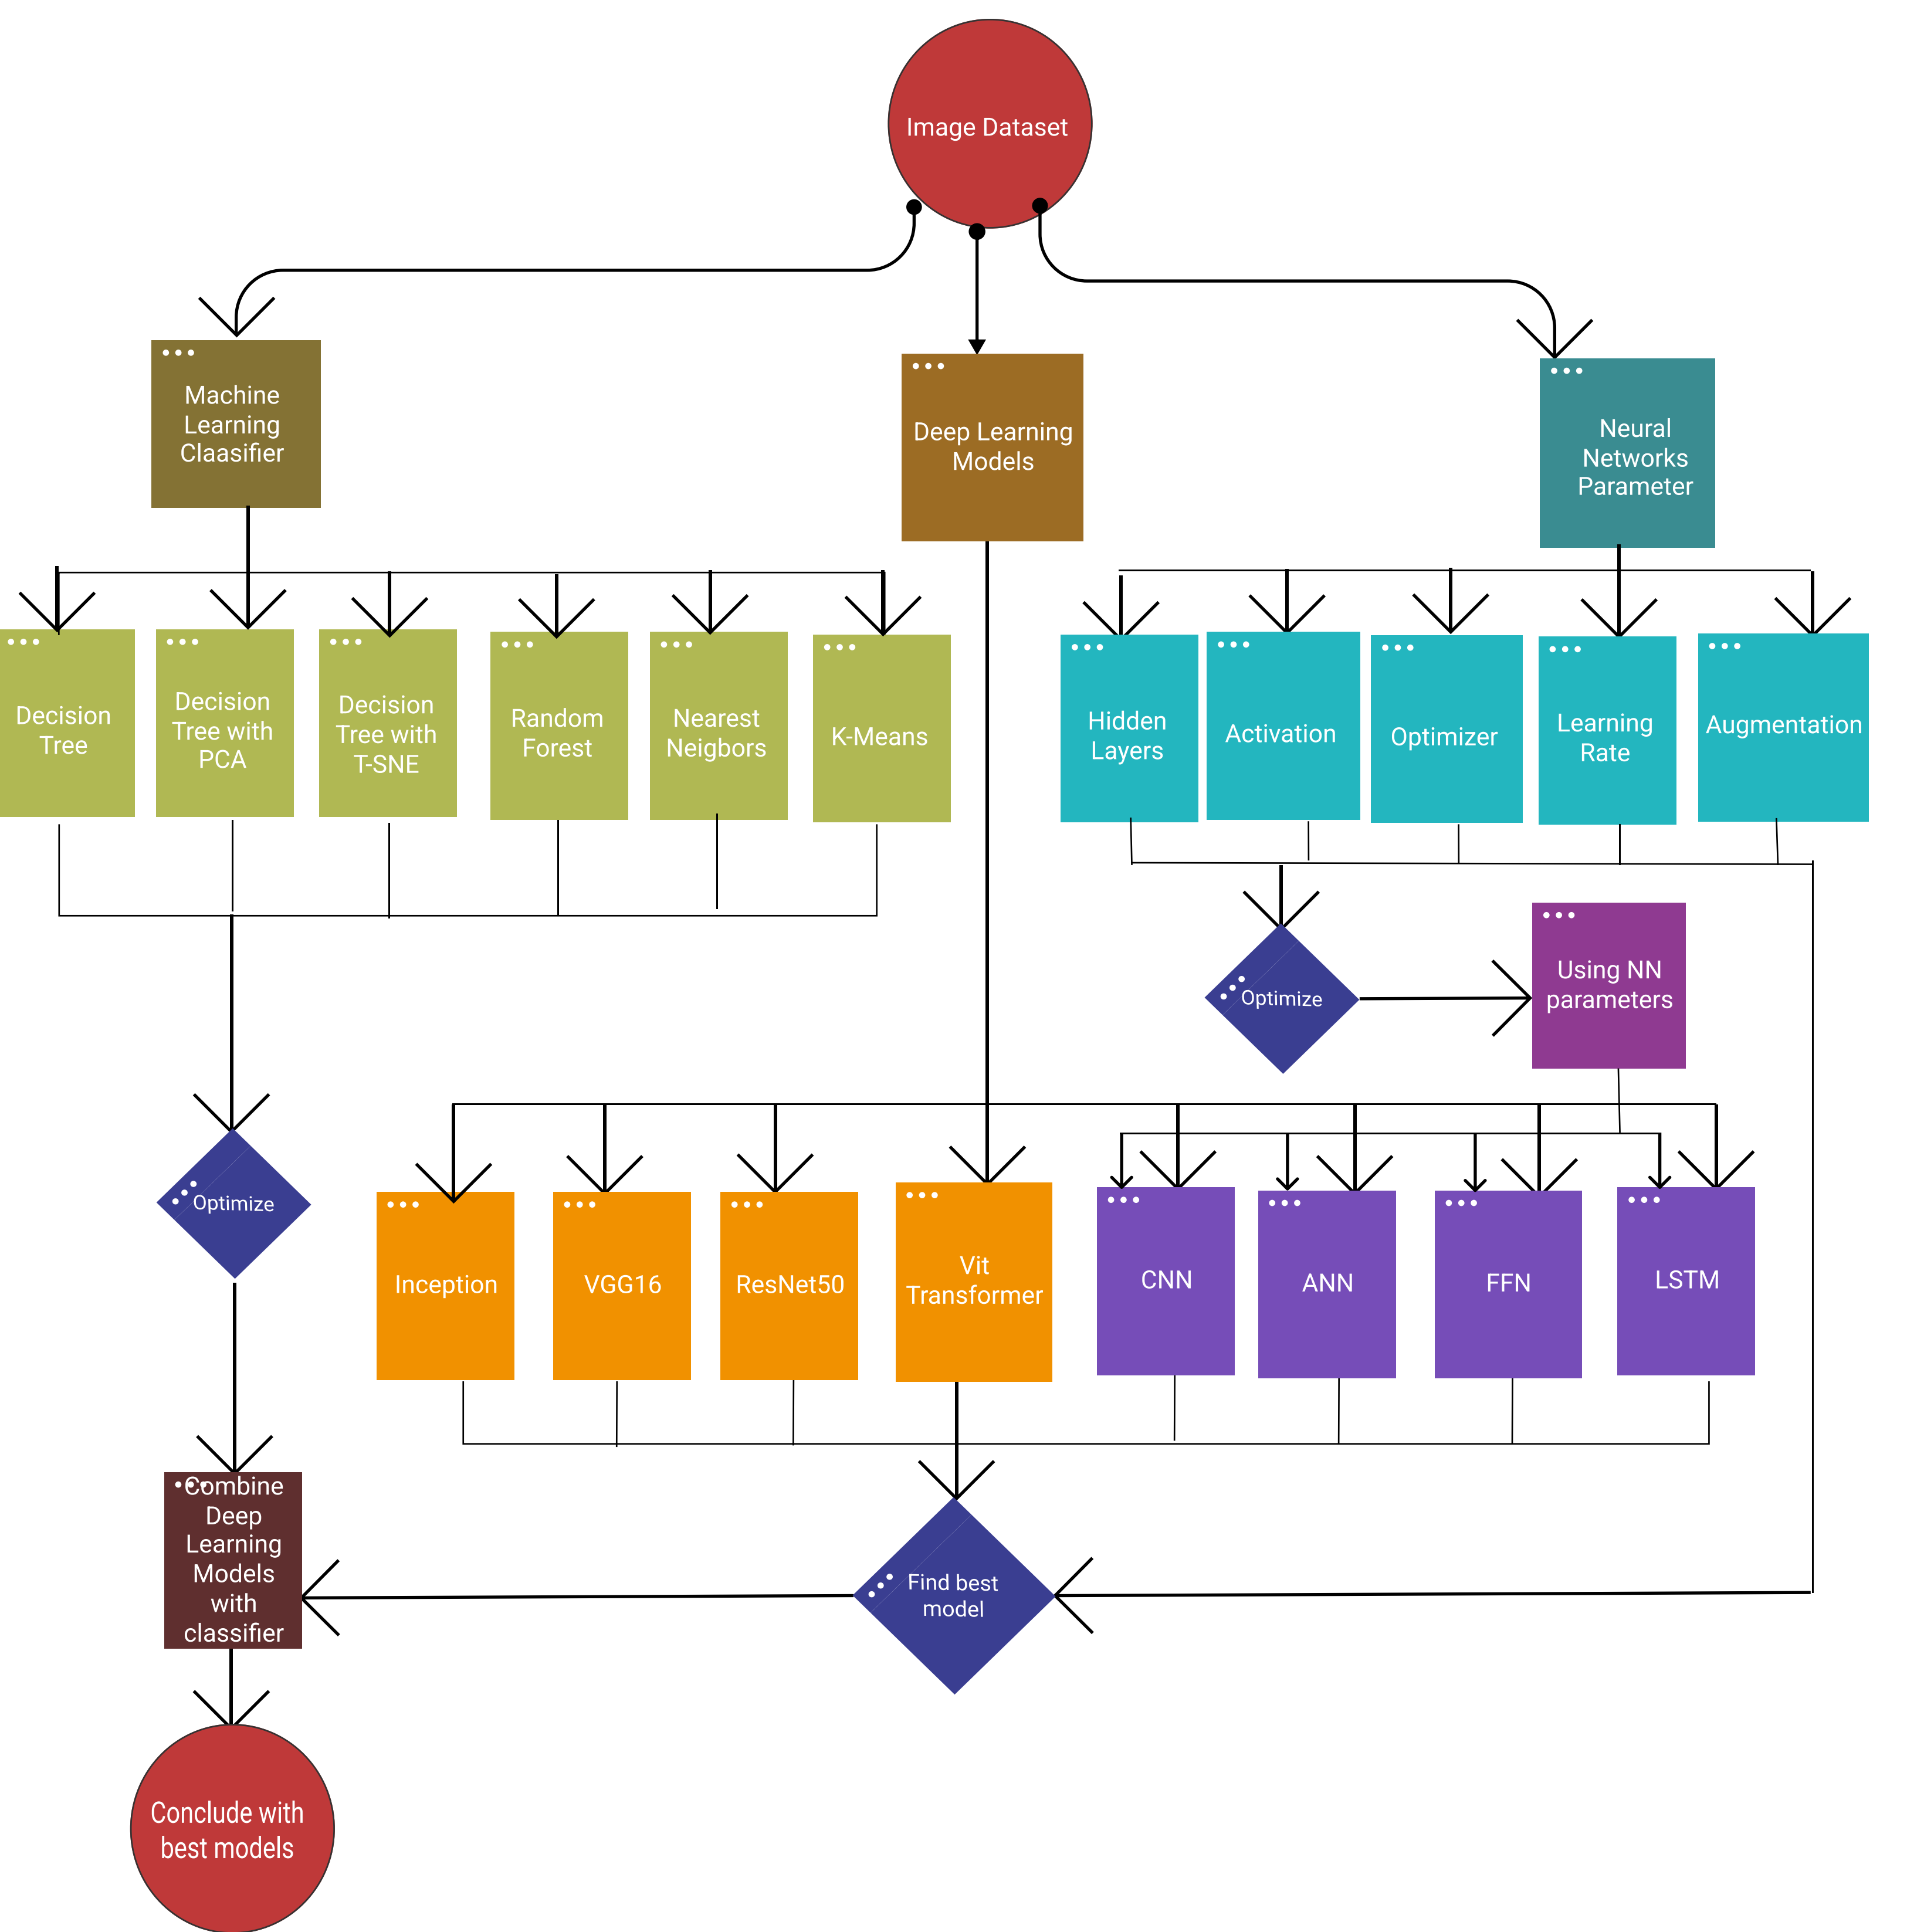 Image Dataset
Machine
Learning
Claasifier
Deep Learning
Models
Neural
Networks
Parameter
Decision
Tree
Decision
Tree with
PCA
Decision
Tree with
T-SNE
Random
Forest
Nearest
Neigbors
K-Means
Hidden
Layers
Activation
Optimizer
Learning
Rate
Augmentation
Optimize
Using NN
parameters
Optimize
Inception
VGG16
ResNet50
Vit
Transformer
CNN
ANN
FFN
LSTM
Combine
Deep
Learning
Models
with
classifier
Find best
model
Conclude with
best models